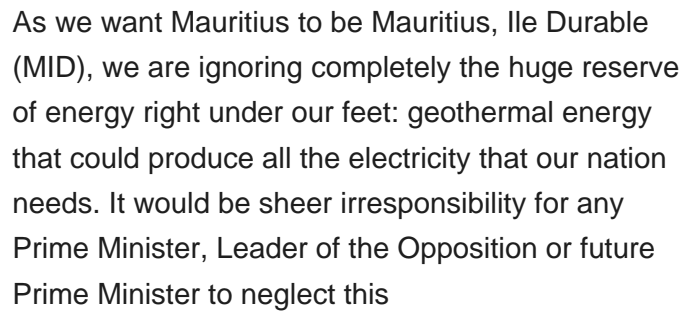 As we want Mauritius to be Mauritius, Ile Durable
(MID), we are ignoring completely the huge reserve
of energy right under our feet: geothermal energy
that could produce all the electricity that our nation
needs. It would be sheer irresponsibility for any
Prime Minister, Leader of the Opposition or future
Prime Minister to neglect this